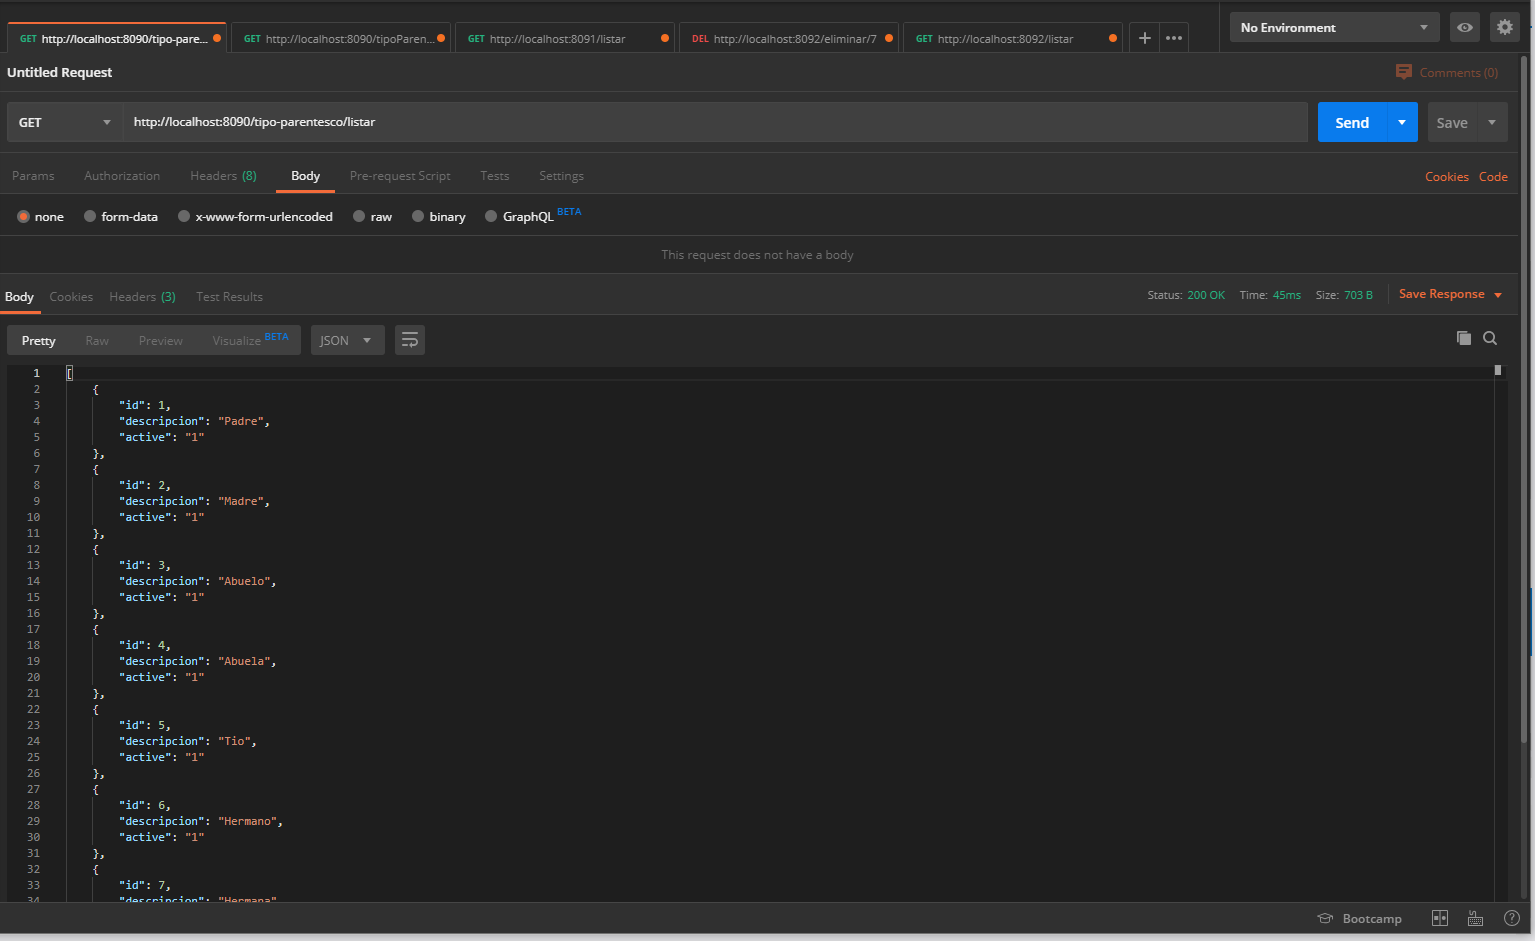 GET http://localhost:8090/tipo-pare... GET http://localhost:8090/tipoParen... GET http://localhost:8091/listar DEL http://localhost:8092/eliminar/7 GET http://localhost:8092/listar No Environment
Untitled Request Comments (0)
GET http://localhost:8090/tipo-parentesco/listar Send Save
Params Authorization Headers (8) Body Pre-request Script Tests Settings Cookies Code
none form-data x-www-form-urlencoded raw binary GraphQL BETA
This request does not have a body
Body Cookies Headers (3) Test Results Status: 200 OK Time: 45ms Size: 703 B Save Response
Pretty Raw Preview Visualize BETA JSON
1 [
2 {
3 "id": 1,
4 "descripcion": "Padre",
5 "active": "1"
6 },
7 {
8 "id": 2,
9 "descripcion": "Madre",
10 "active": "1"
11 },
12 {
13 "id": 3,
14 "descripcion": "Abuelo",
15 "active": "1"
16 },
17 {
18 "id": 4,
19 "descripcion": "Abuela",
20 "active": "1"
21 },
22 {
23 "id": 5,
24 "descripcion": "Tio",
25 "active": "1"
26 },
27 {
28 "id": 6,
29 "descripcion": "Hermano",
30 "active": "1"
31 },
32 {
33 "id": 7,
34 "descripcion": "Hermana"
Bootcamp